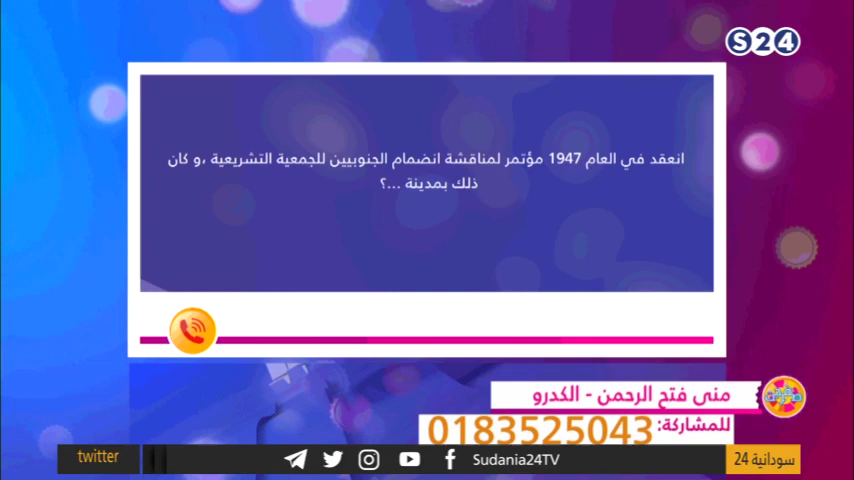 S24
انعقد في العام 1947 مؤتمر لمناقشة انضمام الجنوبيين للجمعية التشريعية ،و كان
ذلك بمدينة ...؟
منى فتح الرحمن - الكدرو
للمشاركة: 0183525043
twitter
Sudania24TV
سودانية 24